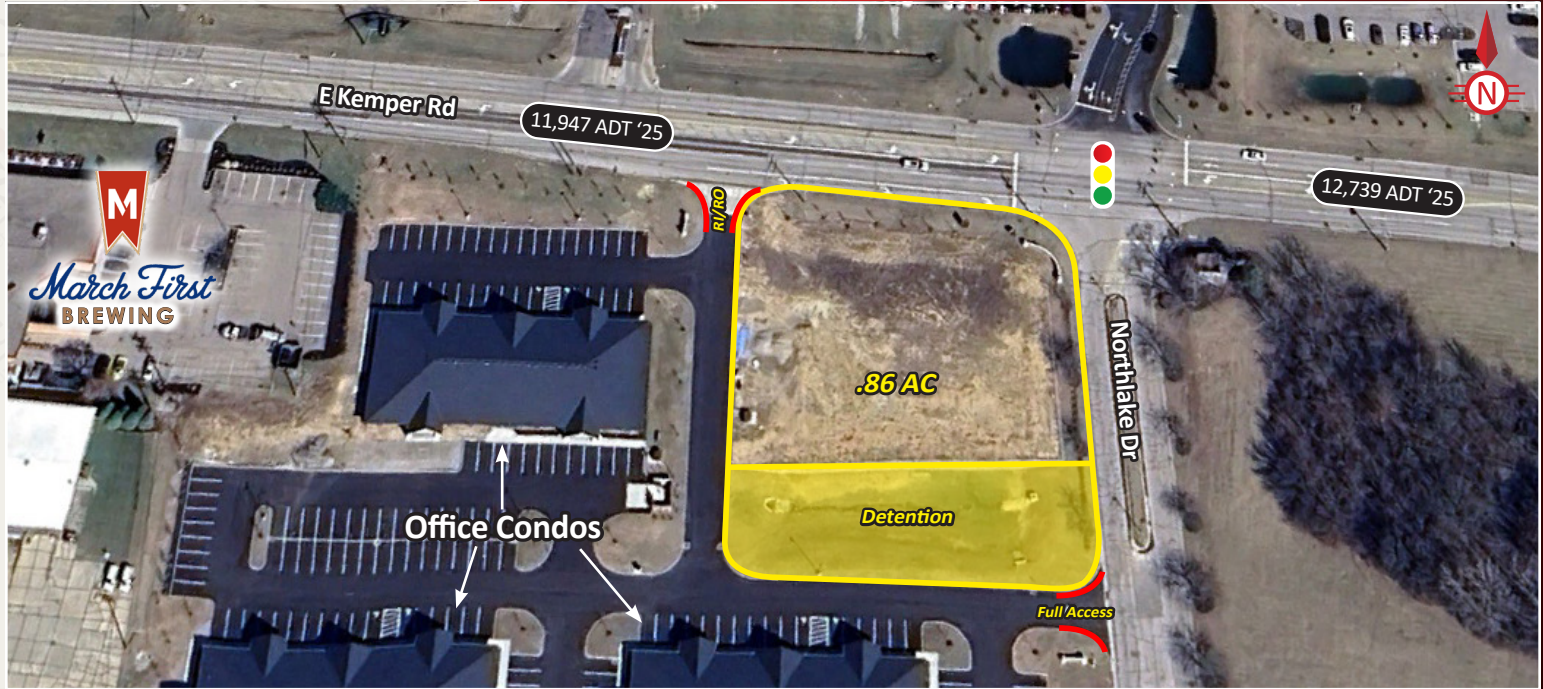 E Kemper Rd
11,947 ADT ‘25
N
12,739 ADT ‘25
RI/RO
M
March First
BREWING
.86 AC
Northlake Dr
Detention
Office Condos
Full Access